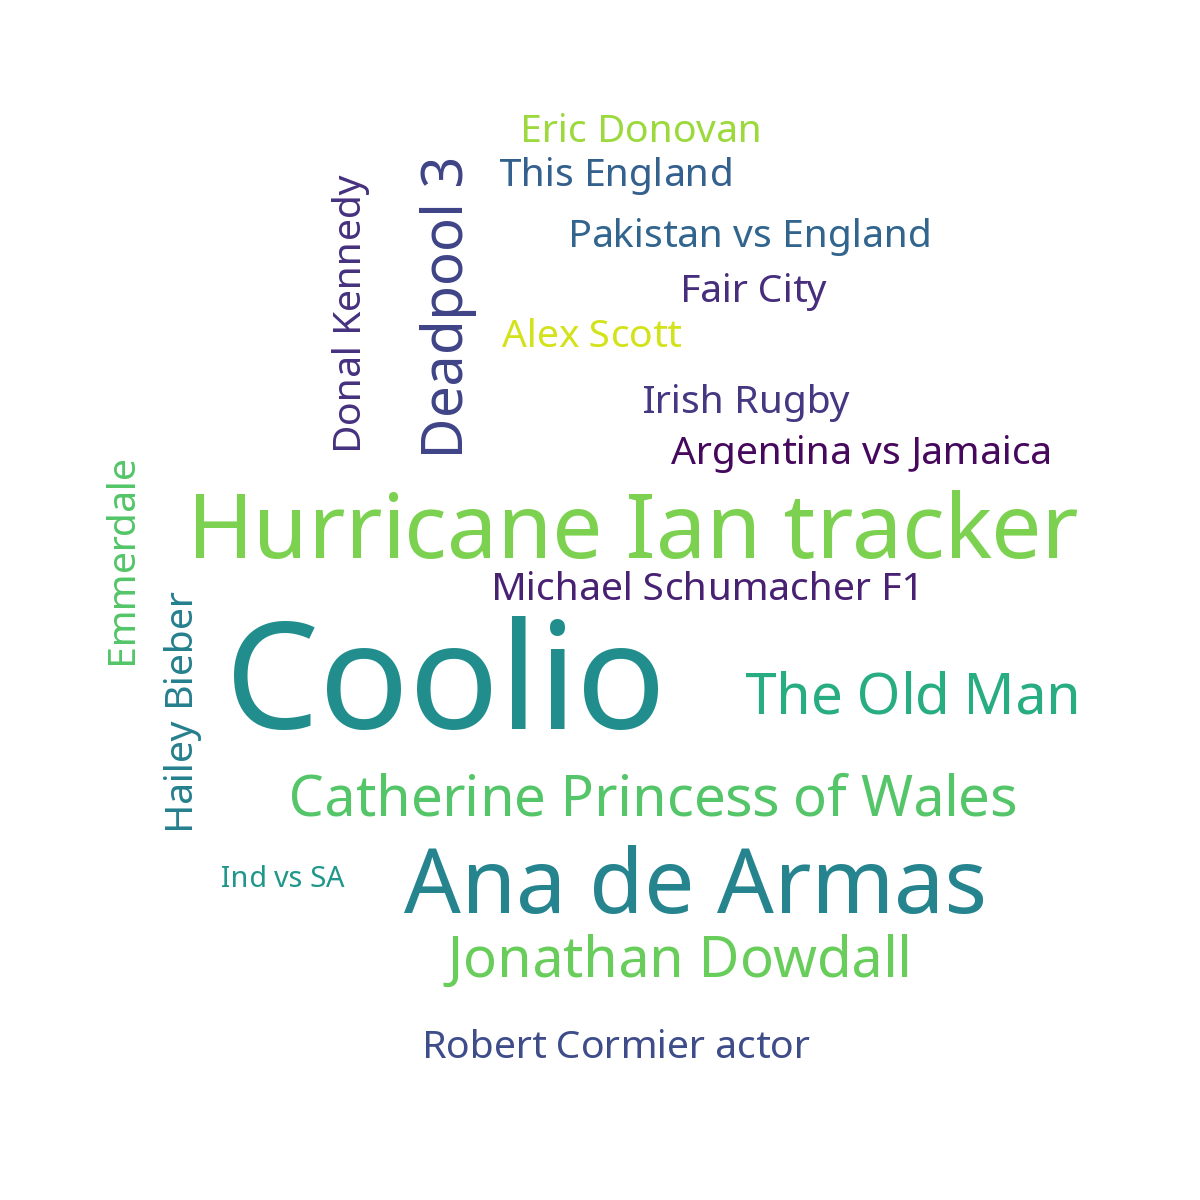 Eric Donovan
This England
Donal Kennedy
Deadpool 3
Pakistan vs England
Fair City
Alex Scott
Irish Rugby
Argentina vs Jamaica
Emmerdale
Hurricane Ian tracker
Michael Schumacher F1
Hailey Bieber
Coolio
The Old Man
Catherine Princess of Wales
Ind vs SA
Ana de Armas
Jonathan Dowdall
Robert Cormier actor